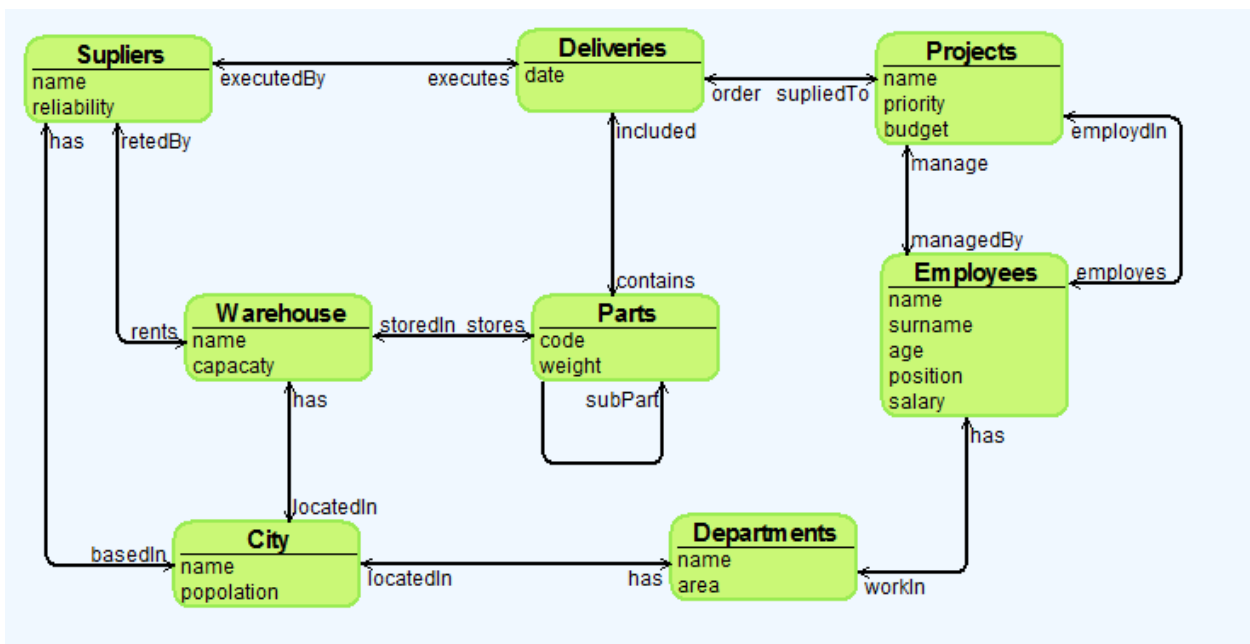 Supliers
name
reliability
executedBy
executes
Deliveries
date
order supliedTo
Projects
name
priority
budget
has
retedBy
included
employdIn
manage
managedBy
employes
Employees
name
surname
age
position
salary
contains
rents
Warehouse
name
capacaty
storedIn stores
Parts
code
weight
subPart
has
has
locatedIn
basedIn
City
name
popolation
locatedIn
has
Departments
name
area
workIn